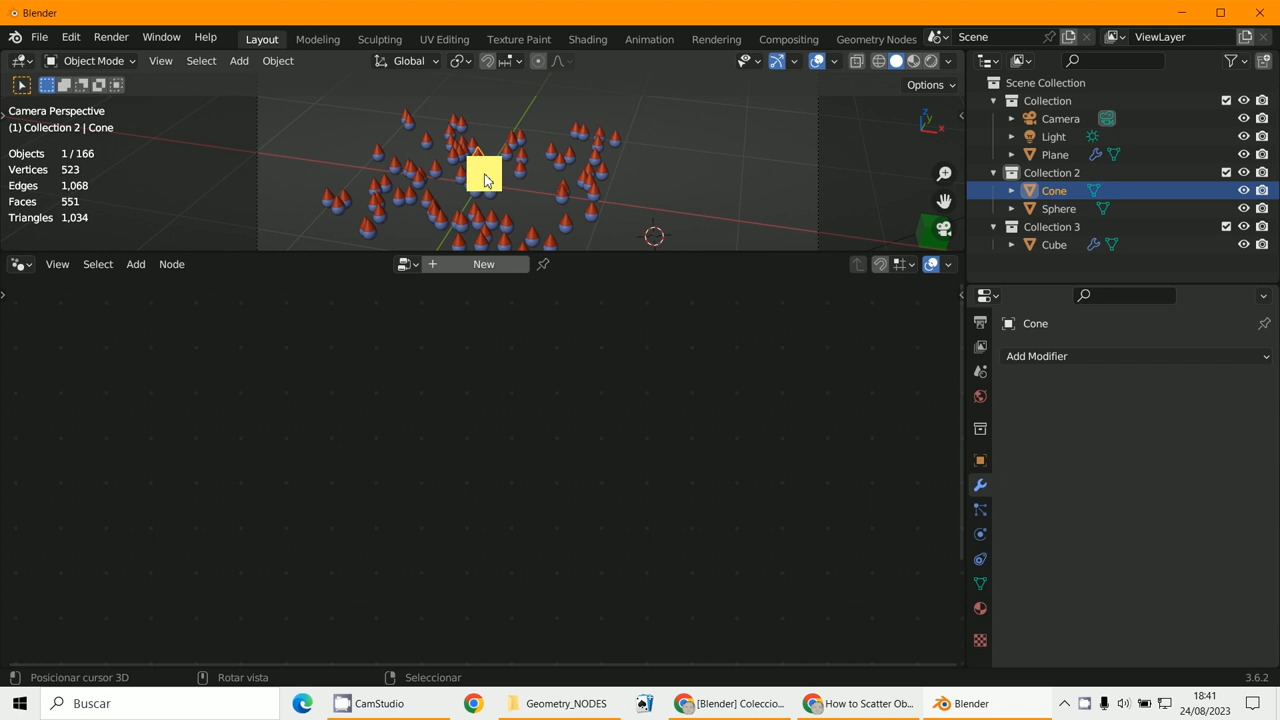 Blender
File Edit Render Window Help
Layout Modeling Sculpting UV Editing Texture Paint Shading Animation Rendering Compositing Geometry Nodes
Scene
ViewLayer
Object Mode View Select Add Object
Global
Options
Camera Perspective
(1) Collection 2 | Cone
Objects 1 / 166
Vertices 523
Edges 1,068
Faces 551
Triangles 1,034
Scene Collection
Collection
Camera
Light
Plane
Collection 2
Cone
Sphere
Collection 3
Cube
View Select Add Node
New
Cone
Add Modifier
Posicionar cursor 3D
Rotar vista
Seleccionar
3.6.2
Buscar
CamStudio
Geometry_NODES
[Blender] Coleccio...
How to Scatter Ob...
Blender
18:41
24/08/2023